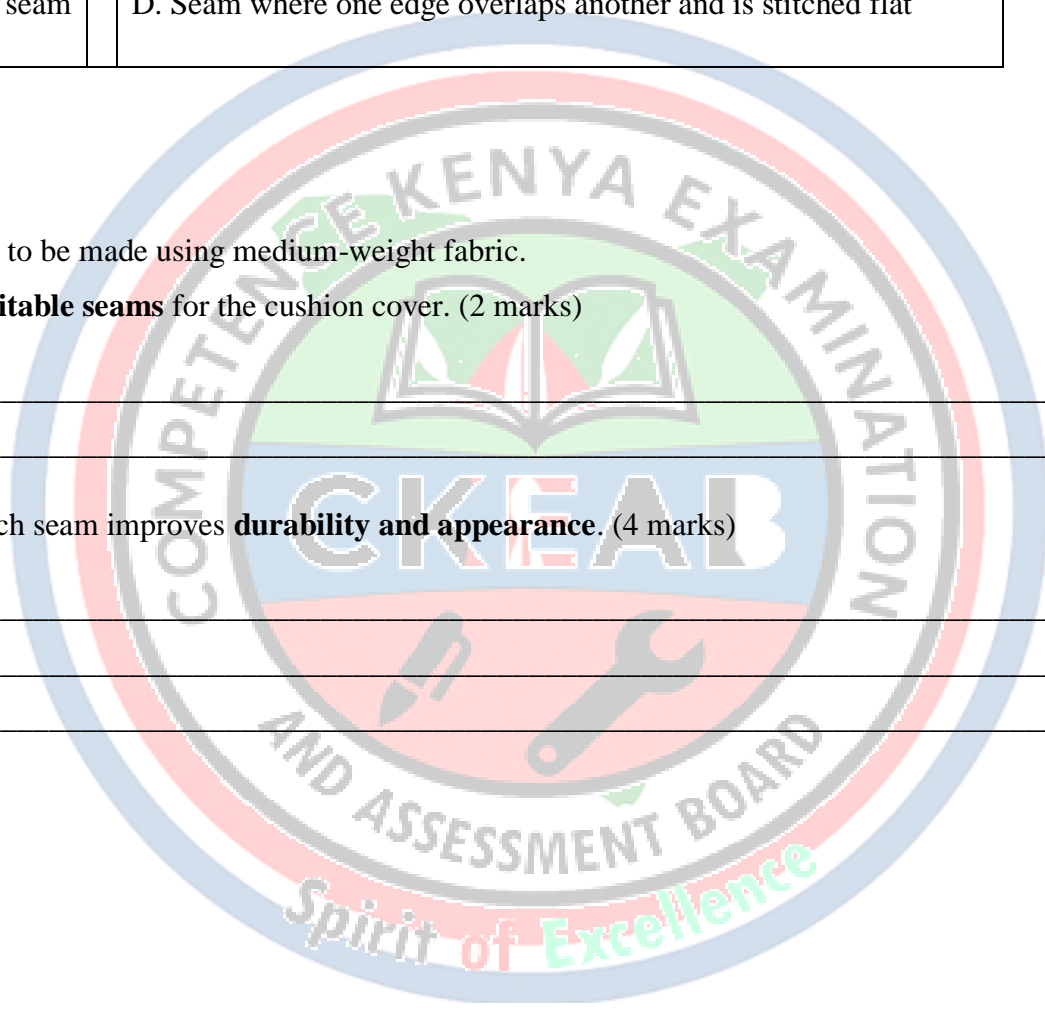 seam D. Seam where one edge overlaps another and is stitched flat
to be made using medium-weight fabric.
itable seams for the cushion cover. (2 marks)
ch seam improves durability and appearance. (4 marks)
COMPETENCE KENYA EXAMINATION
CKEAB
AND ASSESSMENT BOARD
Spirit of Excellence